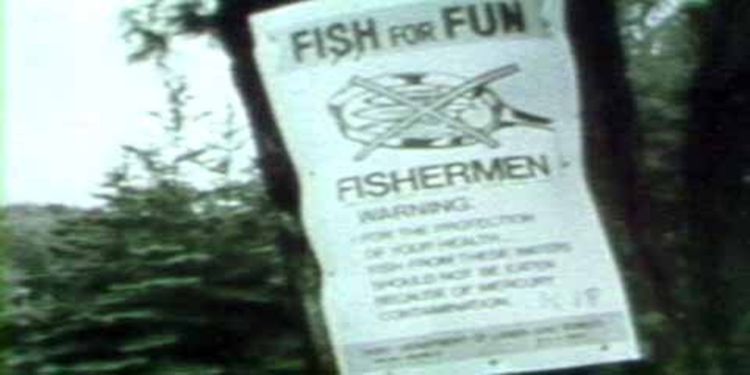 FISH FOR FUN
FISHERMEN
WARNING:
FOR THE PROTECTION
OF YOUR HEALTH
FISH FROM THESE WATERS
SHOULD NOT BE EATEN
BECAUSE OF MERCURY
CONTAMINATION.